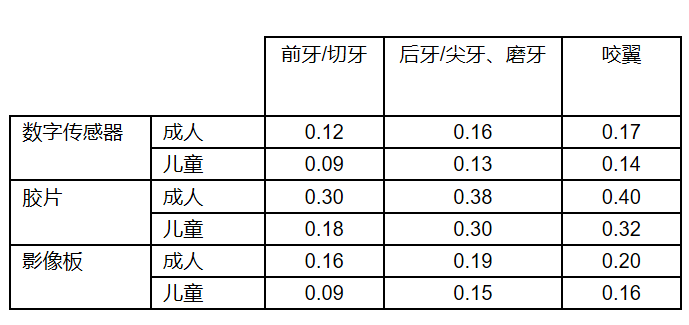 前牙/切牙 后牙/尖牙、磨牙 咬翼
数字传感器 成人 0.12 0.16 0.17
儿童 0.09 0.13 0.14
胶片 成人 0.30 0.38 0.40
儿童 0.18 0.30 0.32
影像板 成人 0.16 0.19 0.20
儿童 0.09 0.15 0.16